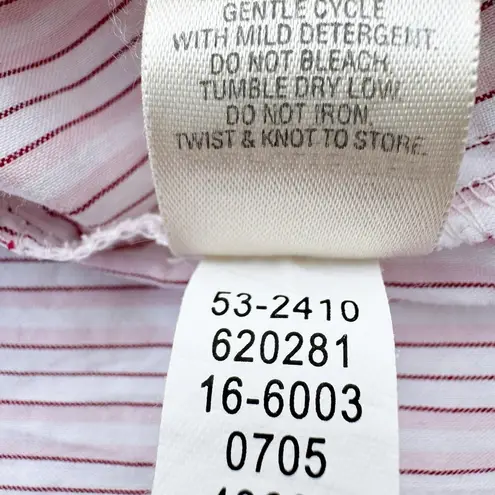 GENTLE CYCLE
WITH MILD DETERGENT.
DO NOT BLEACH.
TUMBLE DRY LOW.
DO NOT IRON.
TWIST & KNOT TO STORE.
53-2410
620281
16-6003
0705